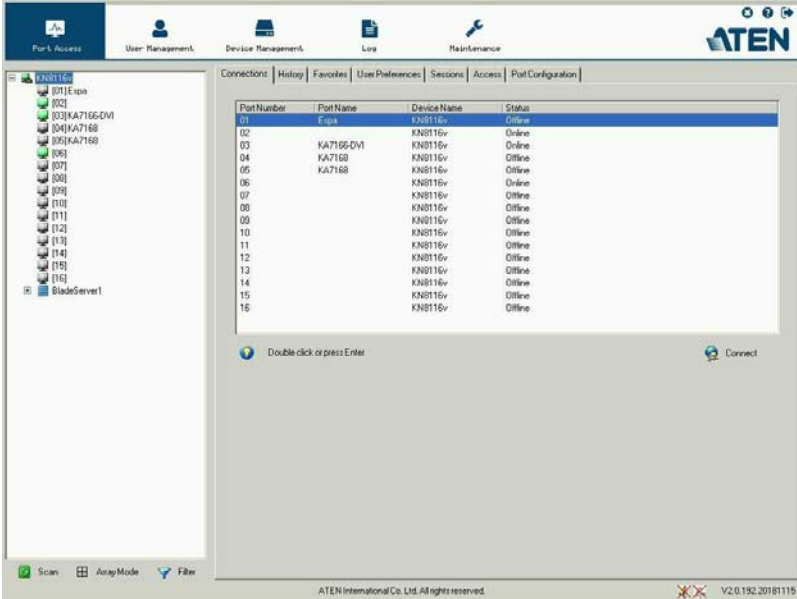 Port Access User Management Device Management Log Maintenance
ATEN
KN8116v
[01]Espa
[02]
[03]KA7166-DVI
[04]KA7168
[05]KA7168
[06]
[07]
[08]
[09]
[10]
[11]
[12]
[13]
[14]
[15]
[16]
BladeServer1
Scan Array Mode Filter
Connections History Favorites User Preferences Sessions Access Port Configuration
Port Number Port Name Device Name Status
01 Espa KN8116v Offline
02 KN8116v Online
03 KA7166-DVI KN8116v Online
04 KA7168 KN8116v Offline
05 KA7168 KN8116v Offline
06 KN8116v Online
07 KN8116v Offline
08 KN8116v Offline
09 KN8116v Offline
10 KN8116v Offline
11 KN8116v Offline
12 KN8116v Offline
13 KN8116v Offline
14 KN8116v Offline
15 KN8116v Offline
16 KN8116v Offline
Double click or press Enter
Connect
ATEN International Co. Ltd. All rights reserved.
V2.0.192.20181115